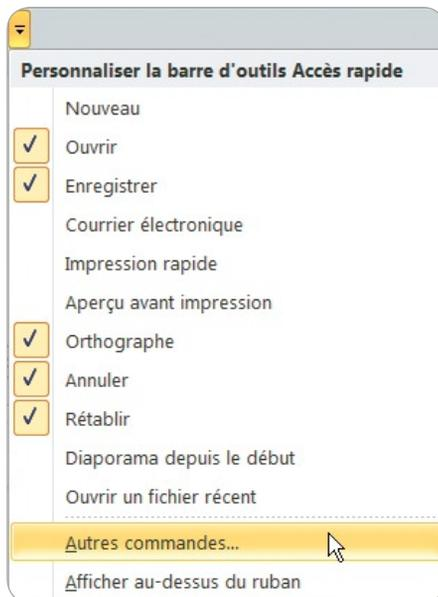 Personnaliser la barre d'outils Accès rapide
Nouveau
Ouvrir
Enregistrer
Courrier électronique
Impression rapide
Aperçu avant impression
Orthographe
Annuler
Rétablir
Diaporama depuis le début
Ouvrir un fichier récent
Autres commandes...
Afficher au-dessus du ruban